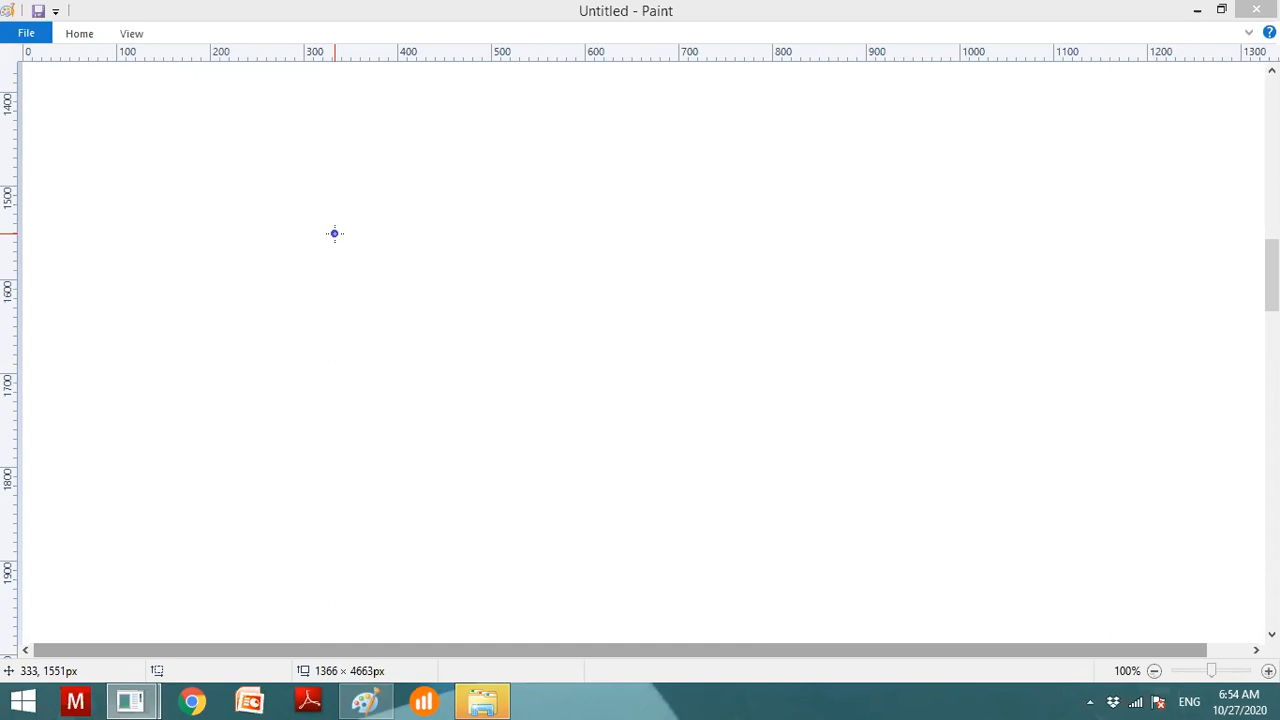 Untitled - Paint
File Home View
0 100 200 300 400 500 600 700 800 900 1000 1100 1200 1300
1400
1500
1600
1700
1800
1900
333, 1551px 1366 × 4663px 100%
M ENG 6:54 AM
10/27/2020